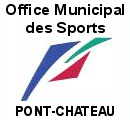 Office Municipal
des Sports
PONT-CHATEAU